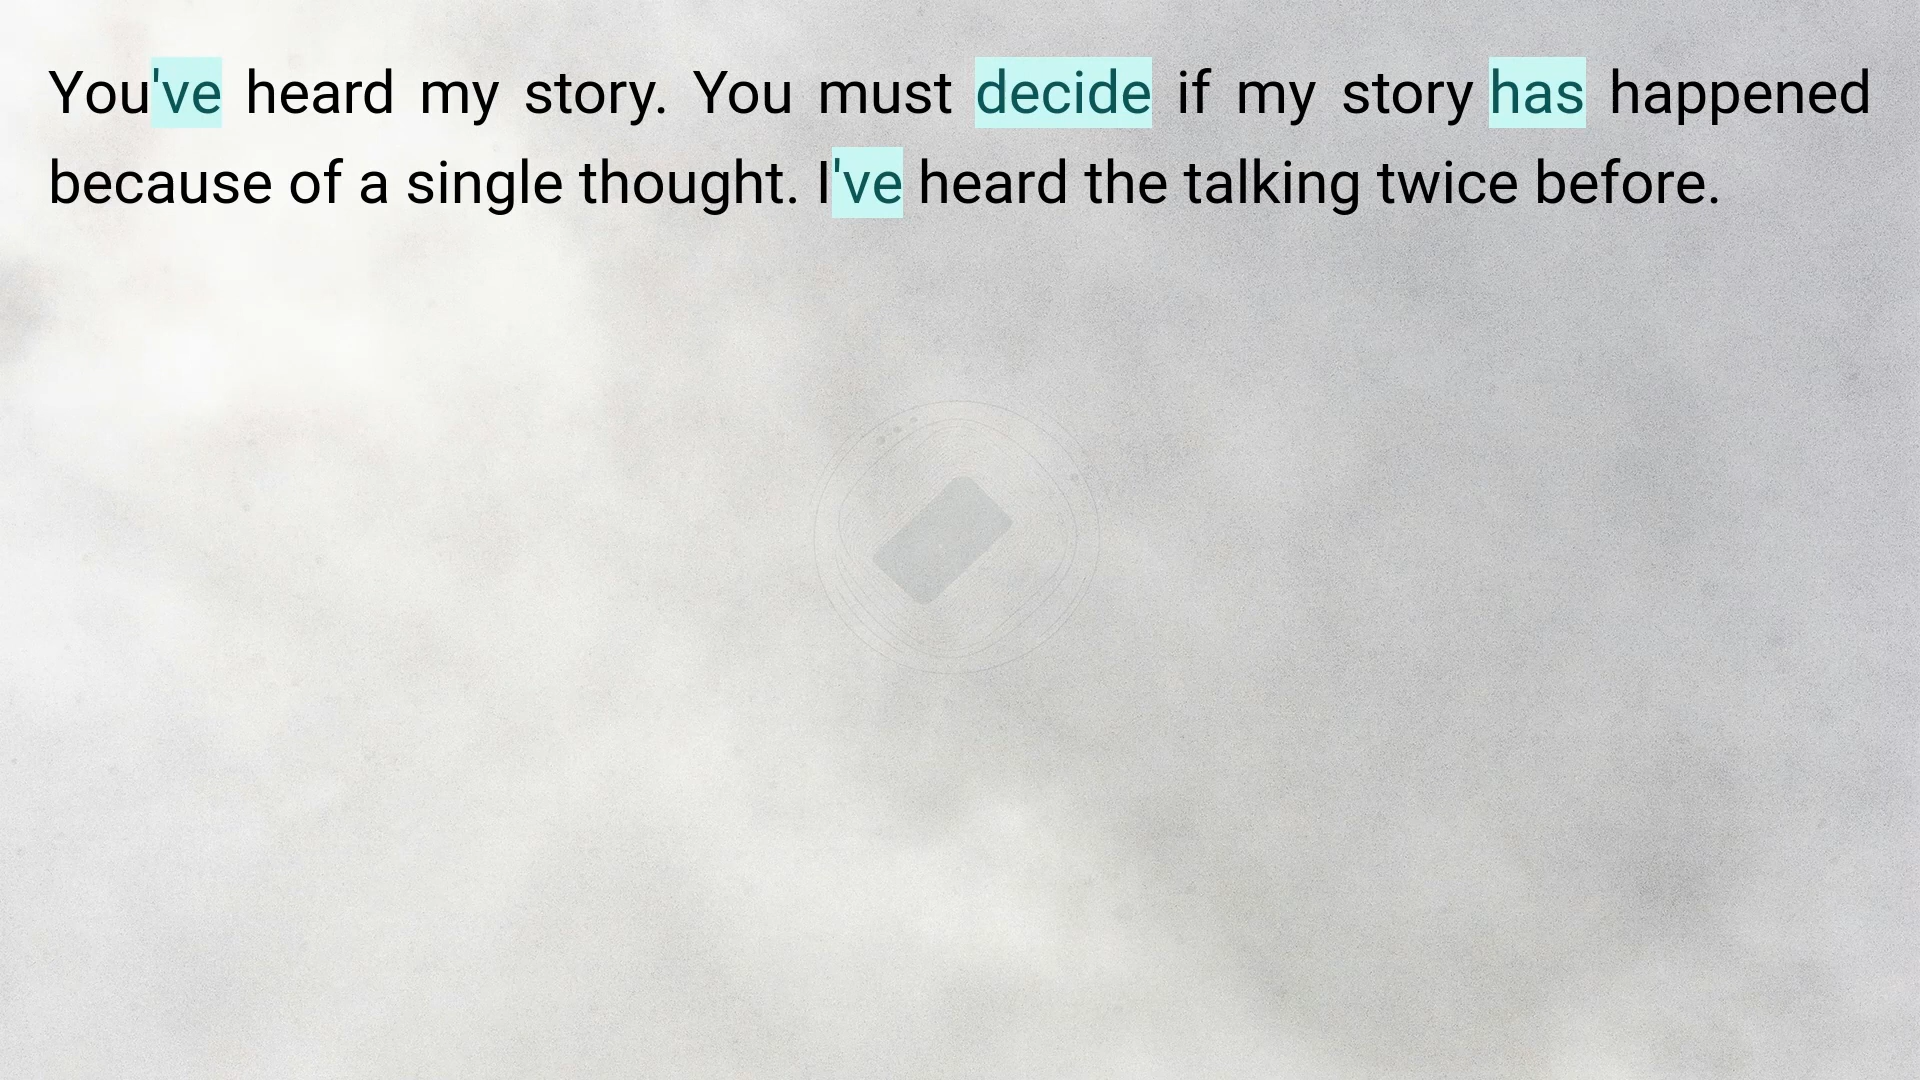 You've heard my story. You must decide if my story has happened
because of a single thought. I've heard the talking twice before.